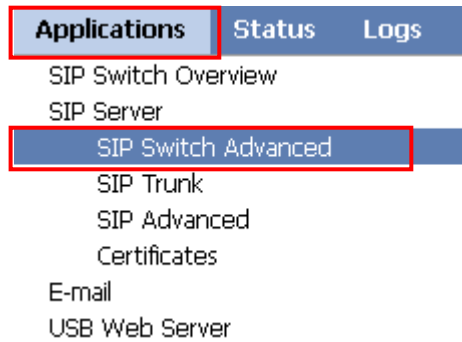 Applications Status Logs
SIP Switch Overview
SIP Server
SIP Switch Advanced
SIP Trunk
SIP Advanced
Certificates
E-mail
USB Web Server